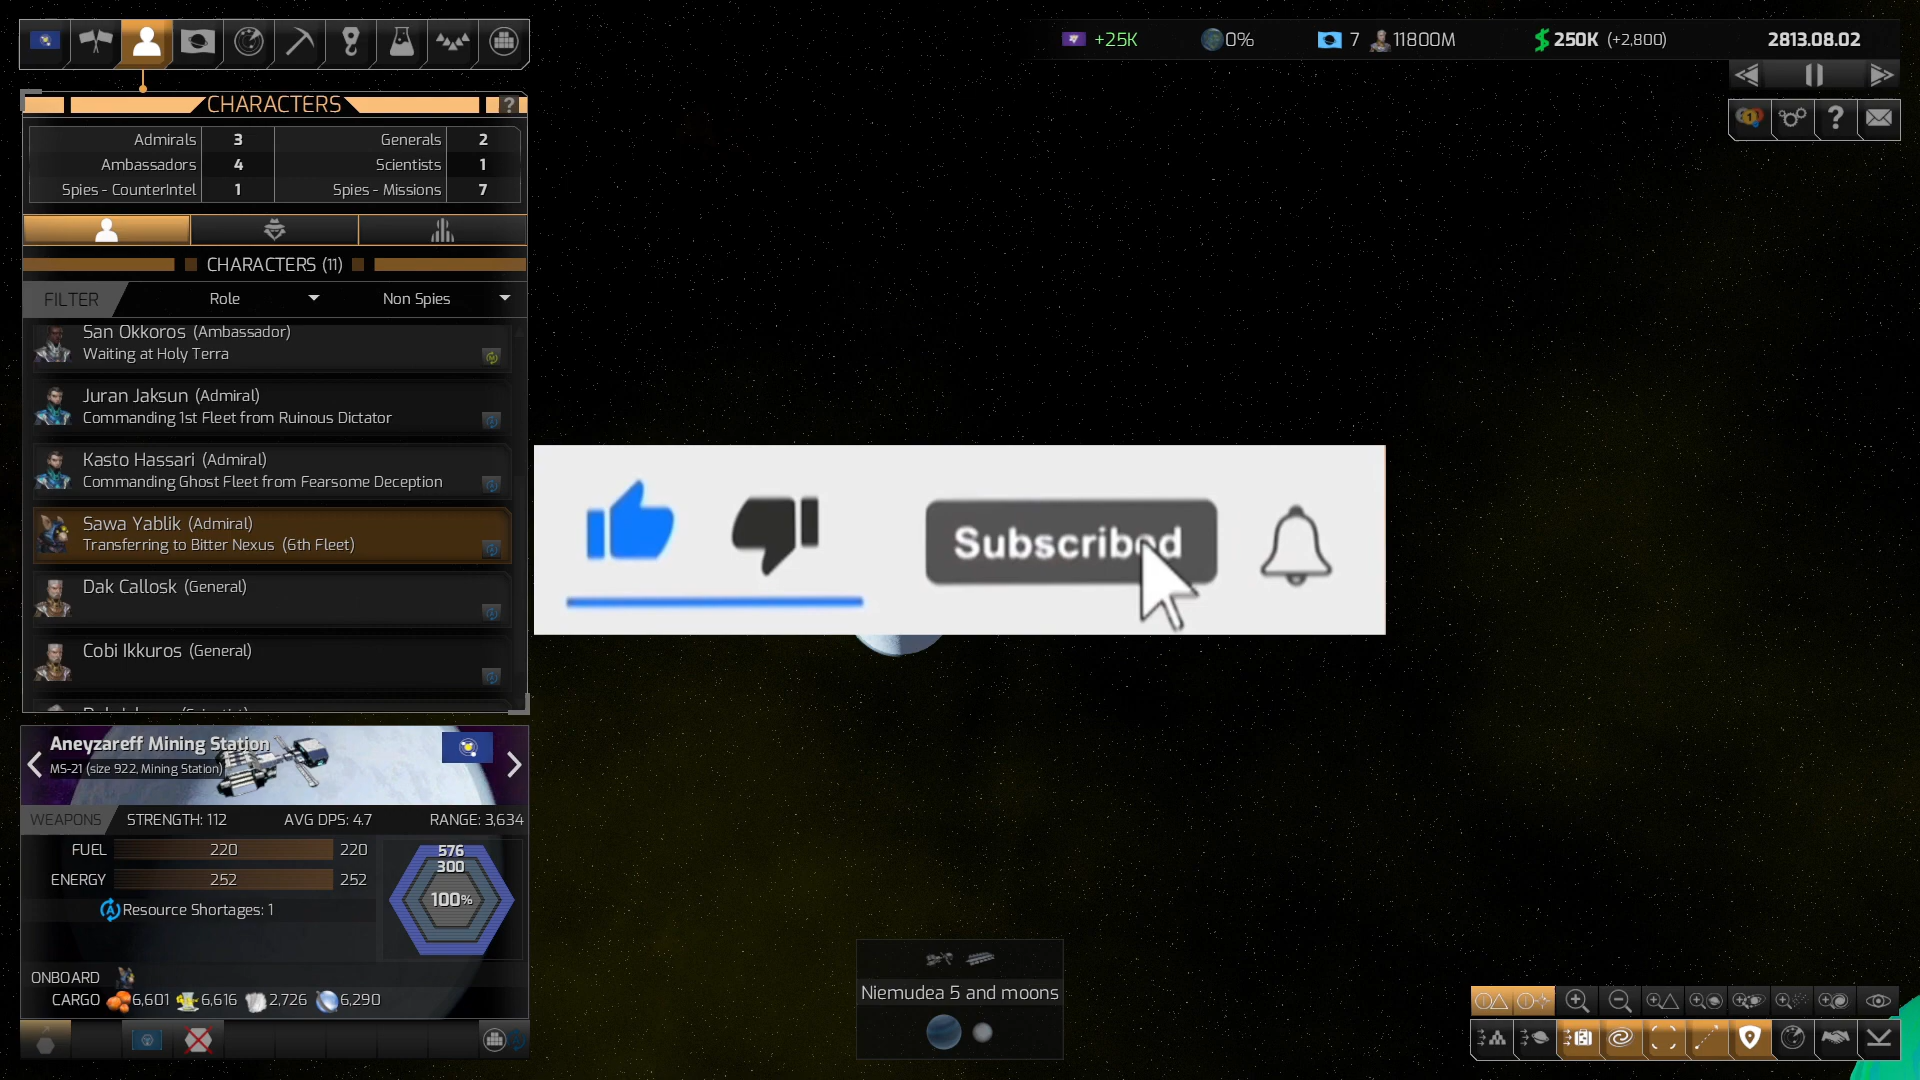 +25K
0%
7
11800M
250K (+2,800)
2813.08.02
CHARACTERS
?
Admirals 3
Generals 2
Ambassadors 4
Scientists 1
Spies - CounterIntel 1
Spies - Missions 7
1
?
CHARACTERS (11)
FILTER
Role
Non Spies
San Okkoros (Ambassador)
Waiting at Holy Terra
Juran Jaksun (Admiral)
Commanding 1st Fleet from Ruinous Dictator
Kasto Hassari (Admiral)
Commanding Ghost Fleet from Fearsome Deception
Sawa Yablik (Admiral)
Transferring to Bitter Nexus (6th Fleet)
Dak Callosk (General)
Cobi Ikkuros (General)
Subscribed
Aneyzareff Mining Station
MS-21 (size 922, Mining Station)
WEAPONS
STRENGTH: 112
AVG DPS: 4.7
RANGE: 3,634
FUEL 220 220
ENERGY 252 252
576
300
100%
Resource Shortages: 1
ONBOARD
CARGO 6,601 6,616 2,726 6,290
Niemudea 5 and moons